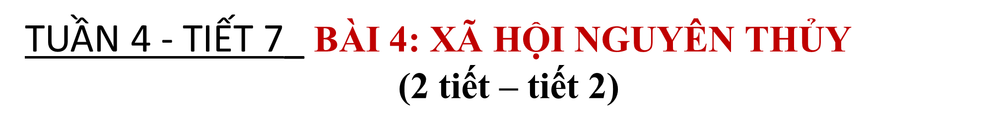 TUẦN 4 - TIẾT 7_ BÀI 4: XÃ HỘI NGUYÊN THỦY
(2 tiết – tiết 2)